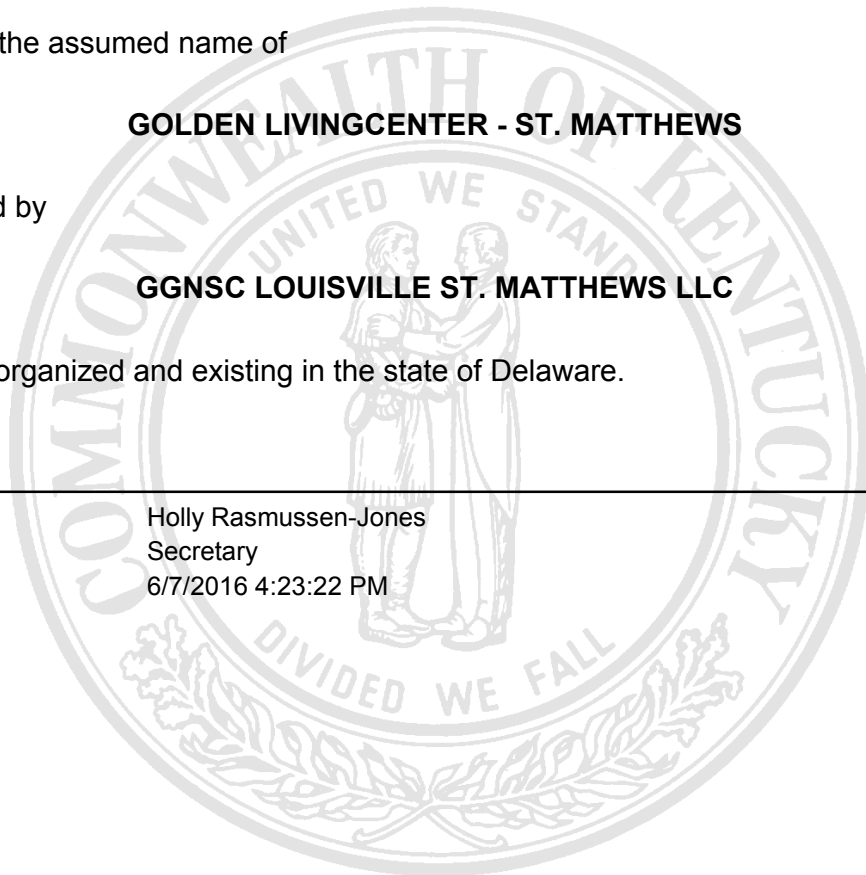 the assumed name of
GOLDEN LIVINGCENTER - ST. MATTHEWS
d by
GGNSC LOUISVILLE ST. MATTHEWS LLC
organized and existing in the state of Delaware.
Holly Rasmussen-Jones
Secretary
6/7/2016 4:23:22 PM
COMMONWEALTH OF KENTUCKY
UNITED WE STAND
DIVIDED WE FALL